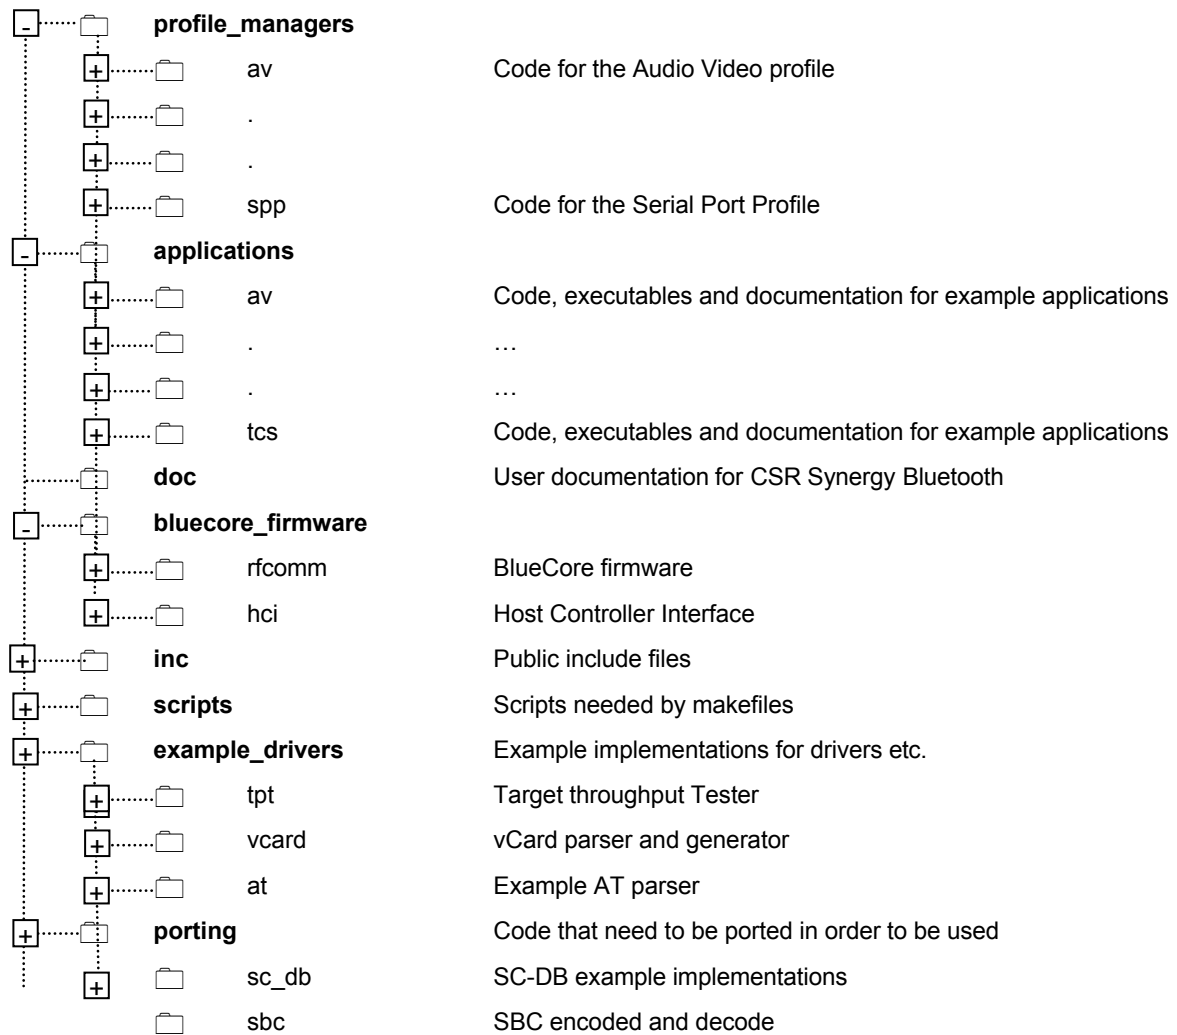 - profile_managers
+ av Code for the Audio Video profile
+ .
+ .
+ spp Code for the Serial Port Profile
- applications
+ av Code, executables and documentation for example applications
+ . …
+ . …
+ tcs Code, executables and documentation for example applications
doc User documentation for CSR Synergy Bluetooth
- bluecore_firmware
+ rfcomm BlueCore firmware
+ hci Host Controller Interface
+ inc Public include files
+ scripts Scripts needed by makefiles
+ example_drivers Example implementations for drivers etc.
+ tpt Target throughput Tester
+ vcard vCard parser and generator
+ at Example AT parser
+ porting Code that need to be ported in order to be used
+ sc_db SC-DB example implementations
sbc SBC encoded and decode